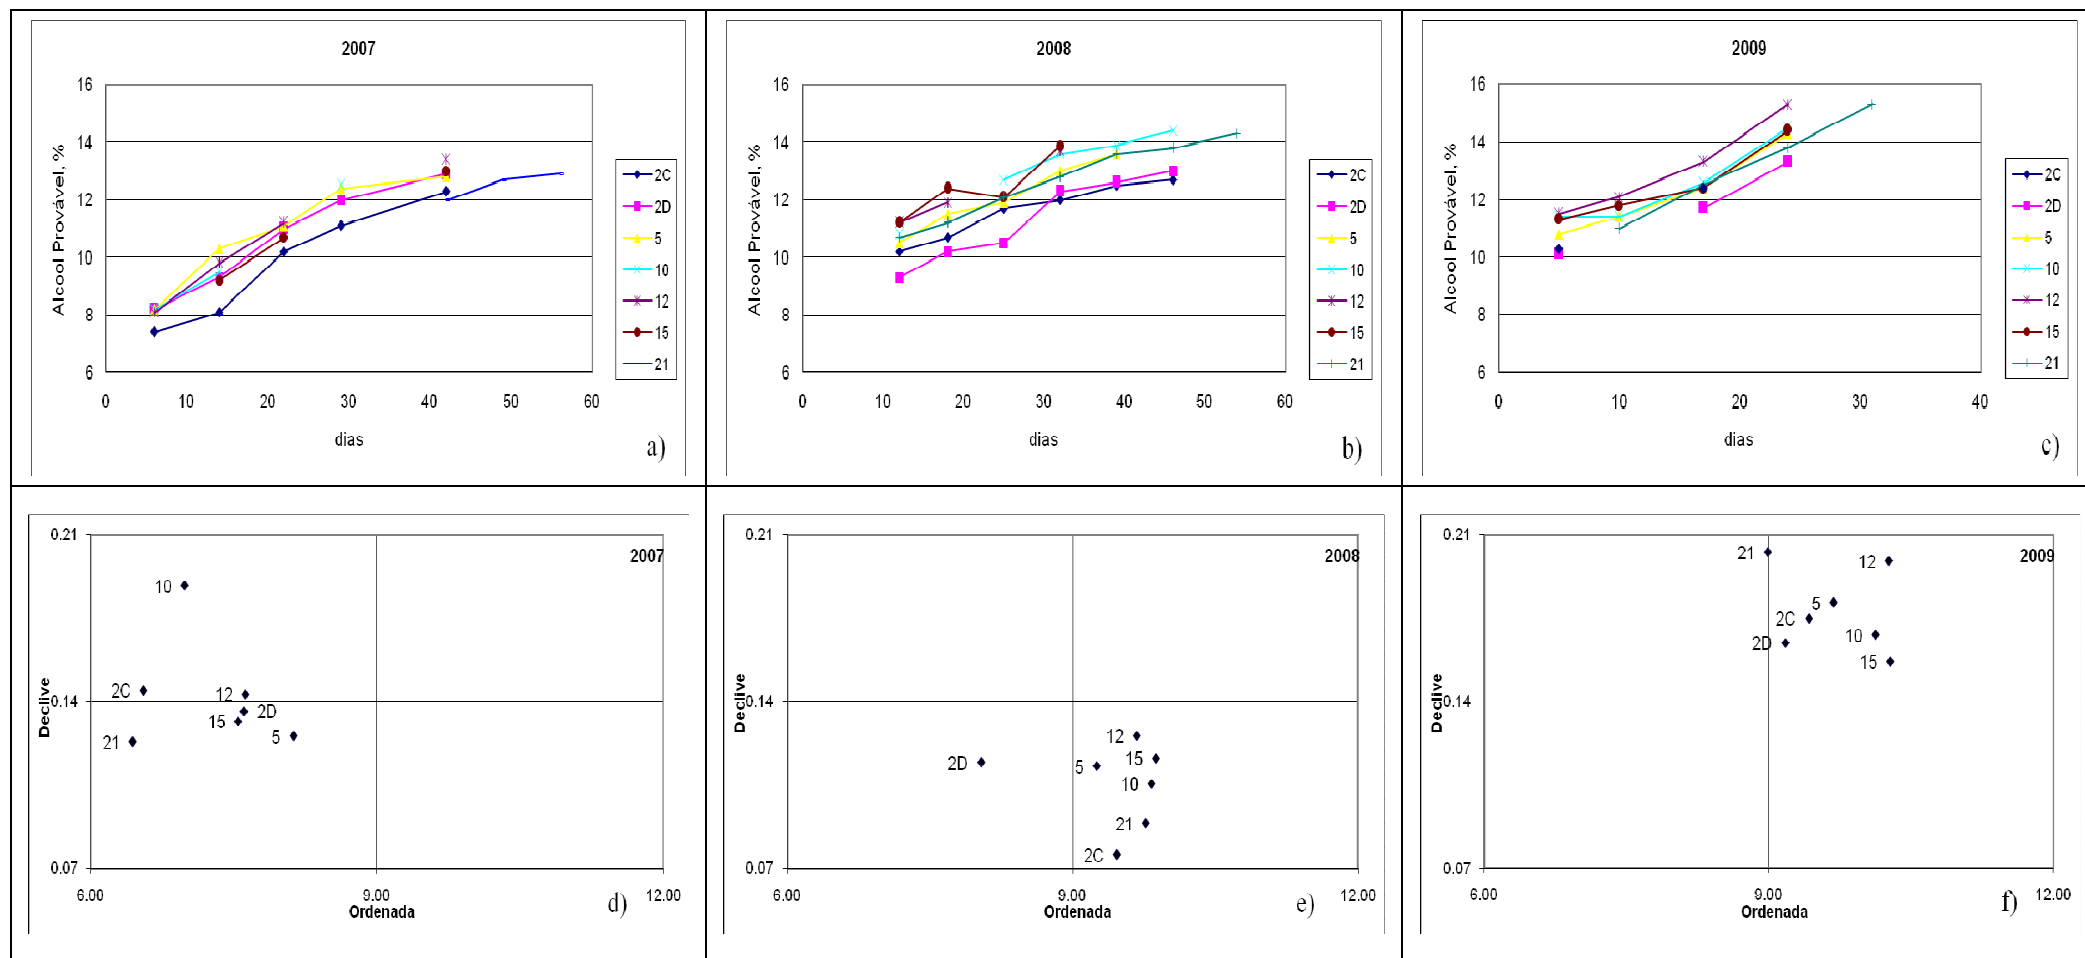 2007
16
14
12
10
8
6
0 10 20 30 40 50 60
Alcool Provável, %
dias
2C
2D
5
10
12
15
21
a)
2008
16
14
12
10
8
6
0 10 20 30 40 50 60
Alcool Provável, %
dias
2C
2D
5
10
12
15
21
b)
2009
16
14
12
10
8
6
0 10 20 30 40
Alcool Provável, %
dias
2C
2D
5
10
12
15
21
c)
0.21
2007
10
2C
12
0.14
2D
15
21
5
0.07
6.00 9.00 12.00
Declive
Ordenada
d)
0.21
2008
0.14
12
15
2D
5
10
21
2C
0.07
6.00 9.00 12.00
Declive
Ordenada
e)
0.21
21
2009
12
5
2C
10
2D
15
0.14
0.07
6.00 9.00 12.00
Declive
Ordenada
f)